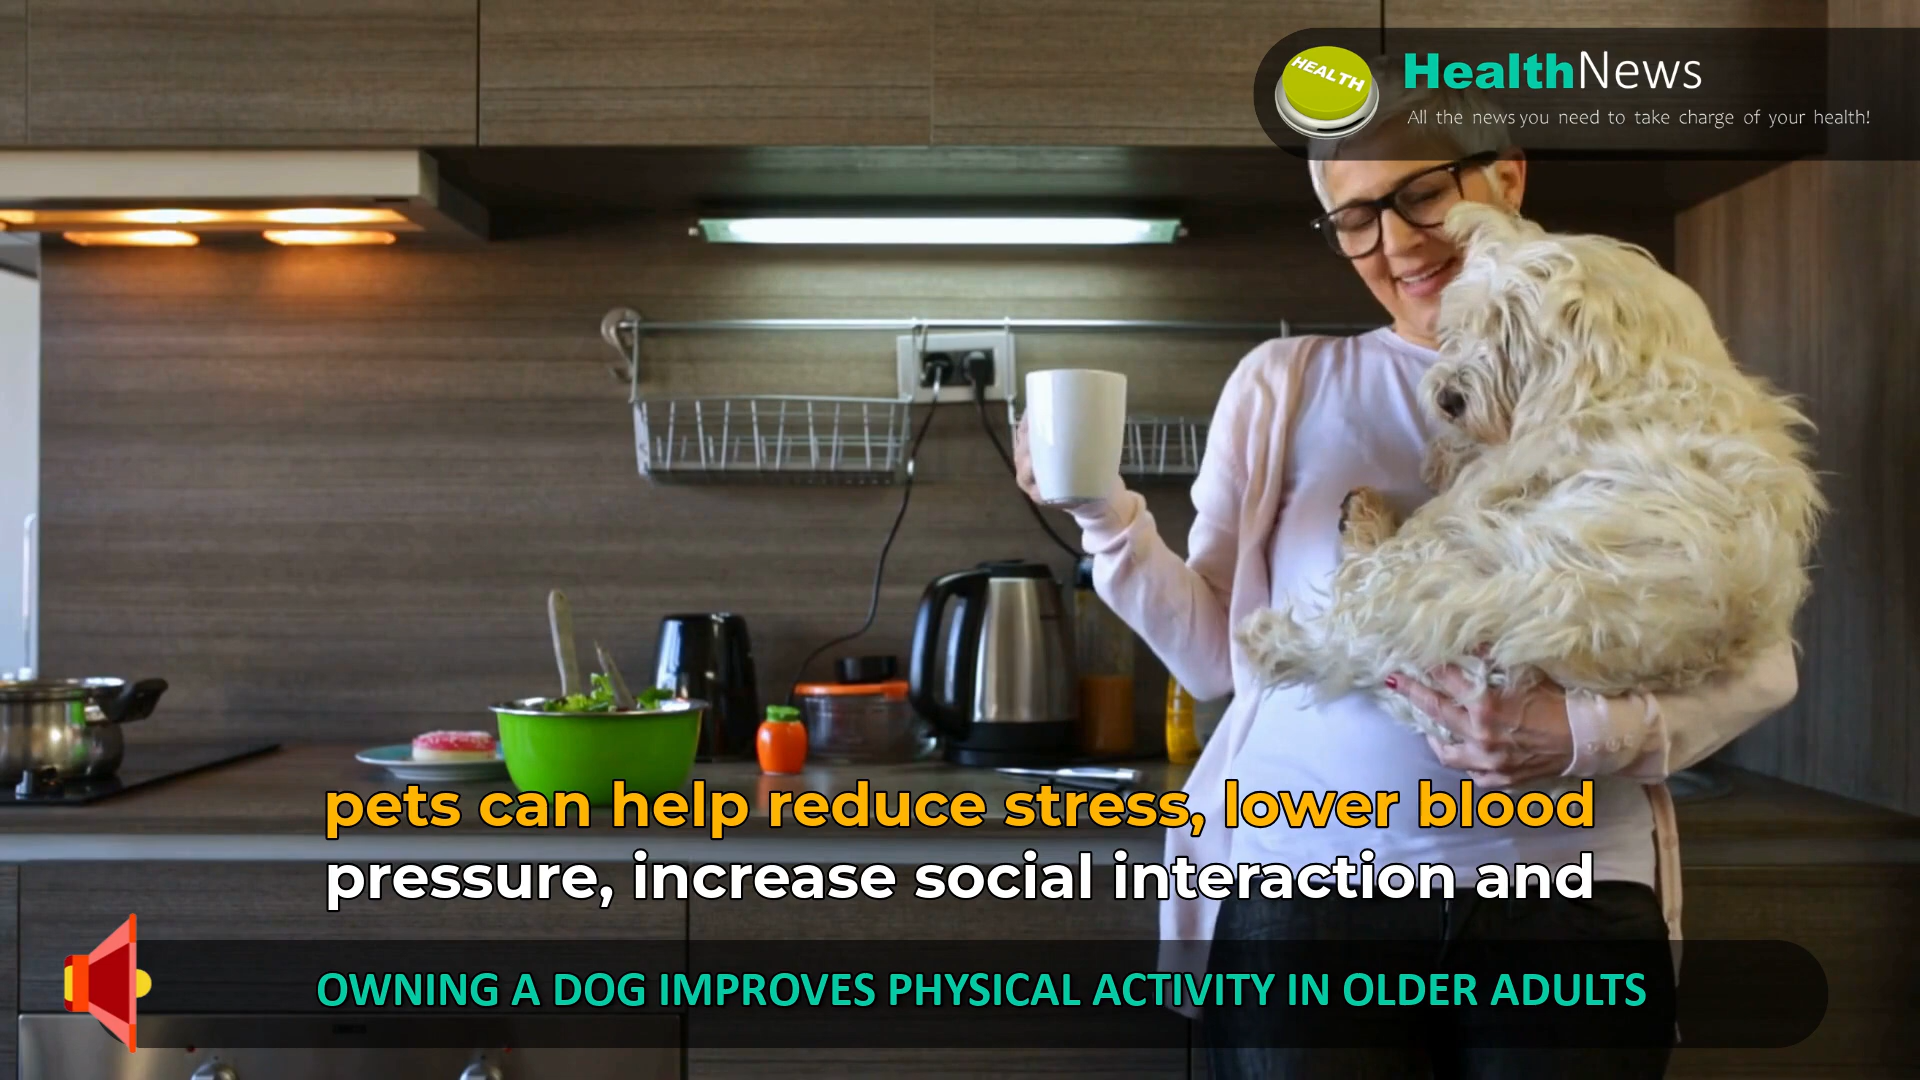 HEALTH
HealthNews
All the news you need to take charge of your health!
pets can help reduce stress, lower blood
pressure, increase social interaction and
OWNING A DOG IMPROVES PHYSICAL ACTIVITY IN OLDER ADULTS